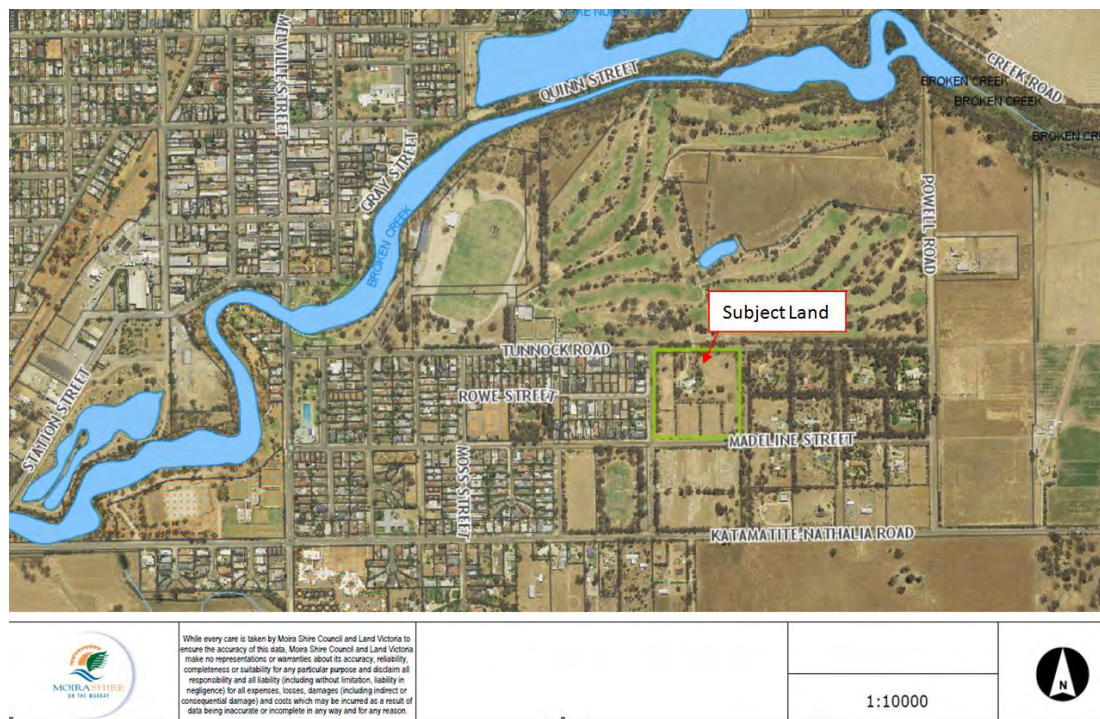 MELVILLE STREET
QUINN STREET
CREEK ROAD
BROKEN CREEK
BROKEN CREEK
BROKEN CRE
GRAY STREET
POWELL ROAD
BROKEN CREEK
Subject Land
TUNNOCK ROAD
ROWE STREET
STATION STREET
MADELINE STREET
MOSS STREET
KATAMATITE-NATHALIA ROAD
MOIRA SHIRE
ON THE MURRAY
While every care is taken by Moira Shire Council and Land Victoria to
ensure the accuracy of this data, Moira Shire Council and Land Victoria
make no representations or warranties about its accuracy, reliability,
completeness or suitability for any particular purpose and disclaim all
responsibility and all liability (including without limitation, liability in
negligence) for all expenses, losses, damages (including indirect or
consequential damage) and costs which may be incurred as a result of
data being inaccurate or incomplete in any way and for any reason.
1:10000
N